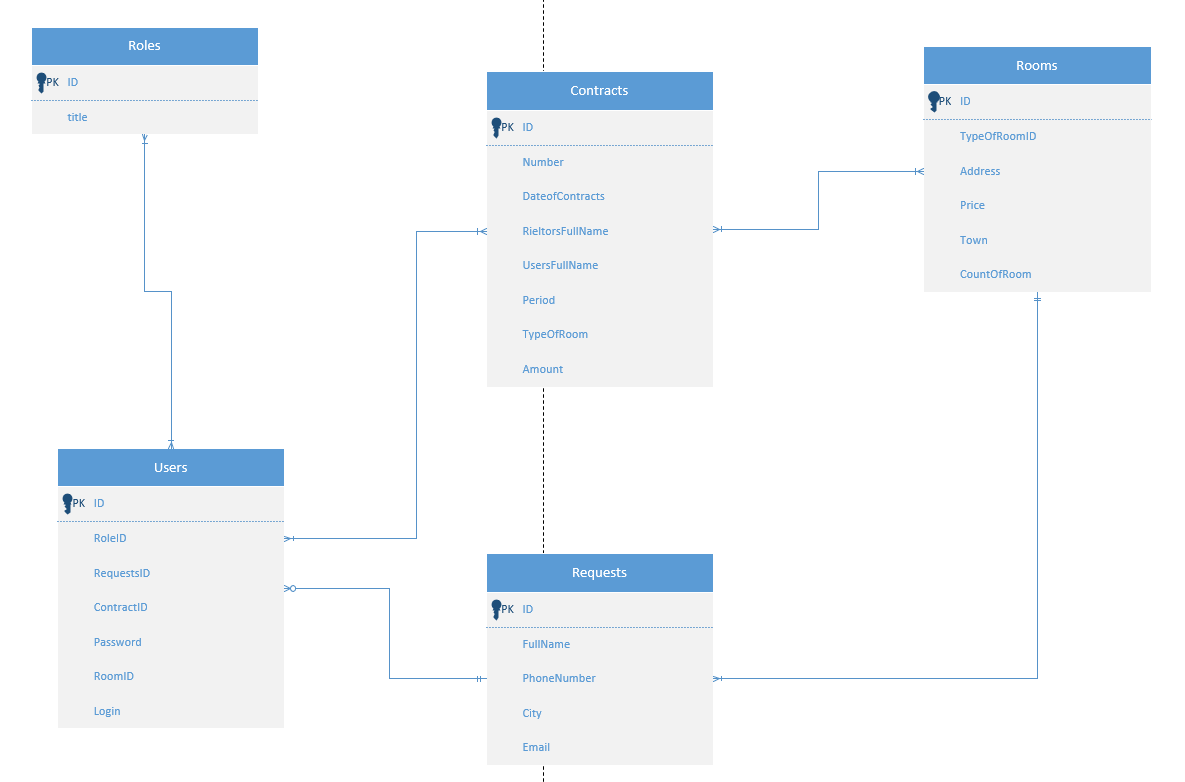 Roles
PK ID
title
Contracts
PK ID
Number
DateofContracts
RieltorsFullName
UsersFullName
Period
TypeOfRoom
Amount
Rooms
PK ID
TypeOfRoomID
Address
Price
Town
CountOfRoom
Users
PK ID
RoleID
RequestsID
ContractID
Password
RoomID
Login
Requests
PK ID
FullName
PhoneNumber
City
Email